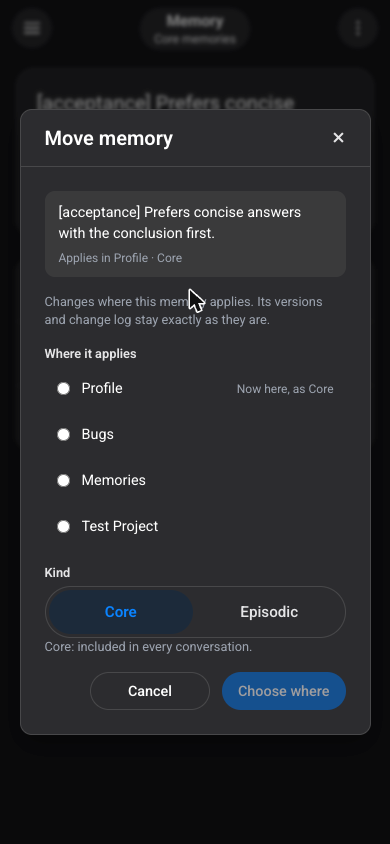 Memory
Core memories
[acceptance] Prefers concise
Move memory
[acceptance] Prefers concise answers
with the conclusion first.
Applies in Profile · Core
Changes where this memory applies. Its versions
and change log stay exactly as they are.
Where it applies
Profile
Now here, as Core
Bugs
Memories
Test Project
Kind
Core
Episodic
Core: included in every conversation.
Cancel
Choose where